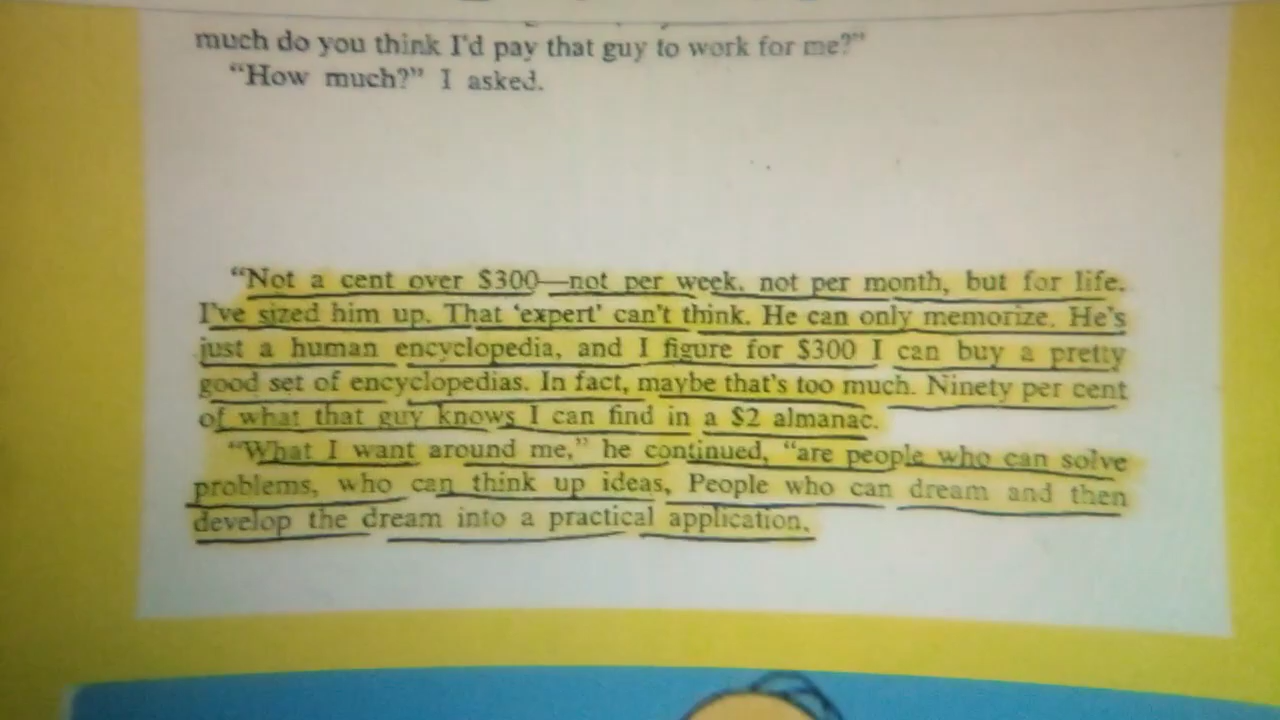 much do you think I'd pay that guy to work for me?”
“How much?” I asked.
“Not a cent over $300—not per week, not per month, but for life.
I've sized him up. That ‘expert’ can't think. He can only memorize. He's
just a human encyclopedia, and I figure for $300 I can buy a pretty
good set of encyclopedias. In fact, maybe that's too much. Ninety per cent
of what that guy knows I can find in a $2 almanac.
“What I want around me,” he continued, “are people who can solve
problems, who can think up ideas, People who can dream and then
develop the dream into a practical application.